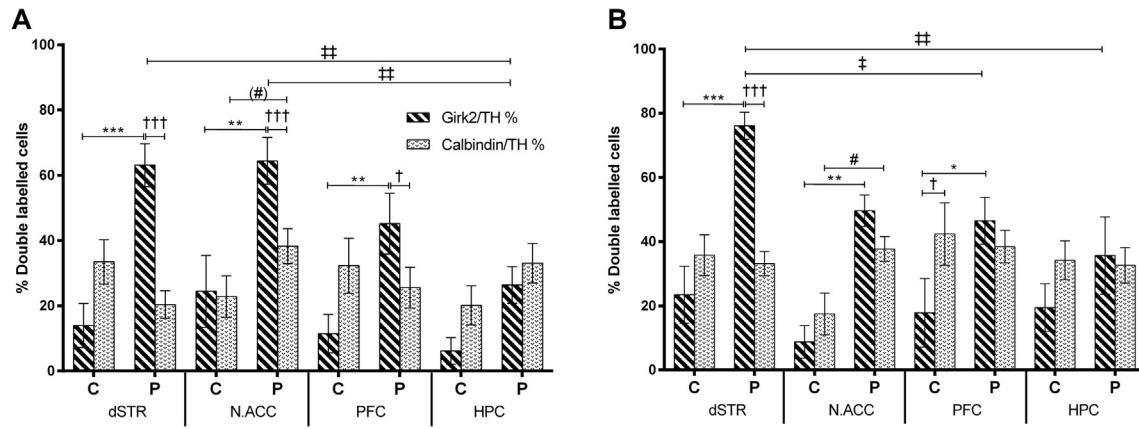 A
% Double labelled cells
100
80
60
40
20
0
‡‡
‡‡
(#)
*** ††† ** †††
** †
Girk2/TH %
Calbindin/TH %
C P C P C P C P
dSTR N.ACC PFC HPC
B
% Double labelled cells
100
80
60
40
20
0
‡‡
‡
*** †††
#
** † *
C P C P C P C P
dSTR N.ACC PFC HPC